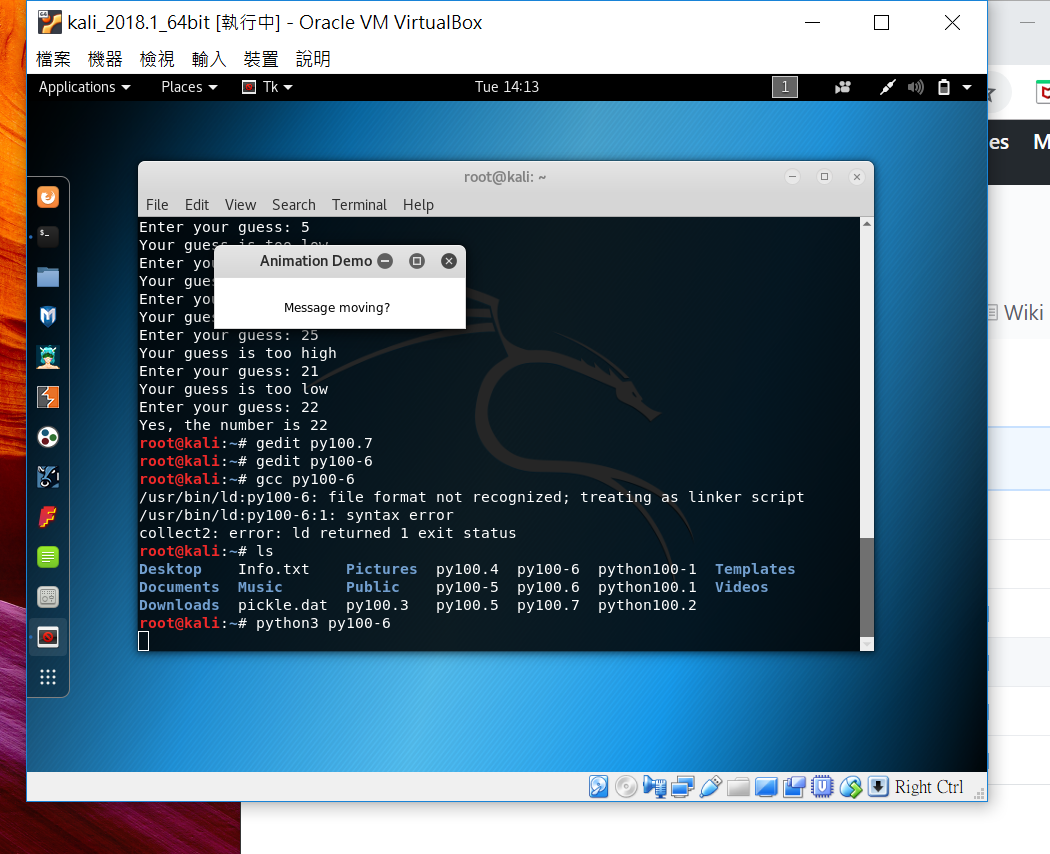 kali_2018.1_64bit [執行中] - Oracle VM VirtualBox
檔案 機器 檢視 輸入 裝置 說明
Applications Places Tk Tue 14:13 1
es M
root@kali: ~
File Edit View Search Terminal Help
Enter your guess: 5
Your guess is too low
Enter you
Animation Demo
Your gues
Enter you
Message moving?
Your gues
Enter your guess: 25
Your guess is too high
Enter your guess: 21
Your guess is too low
Enter your guess: 22
Yes, the number is 22
root@kali:~# gedit py100.7
root@kali:~# gedit py100-6
root@kali:~# gcc py100-6
/usr/bin/ld:py100-6: file format not recognized; treating as linker script
/usr/bin/ld:py100-6:1: syntax error
collect2: error: ld returned 1 exit status
root@kali:~# ls
Desktop Info.txt Pictures py100.4 py100-6 python100-1 Templates
Documents Music Public py100-5 py100.6 python100.1 Videos
Downloads pickle.dat py100.3 py100.5 py100.7 python100.2
root@kali:~# python3 py100-6
Wiki
Right Ctrl